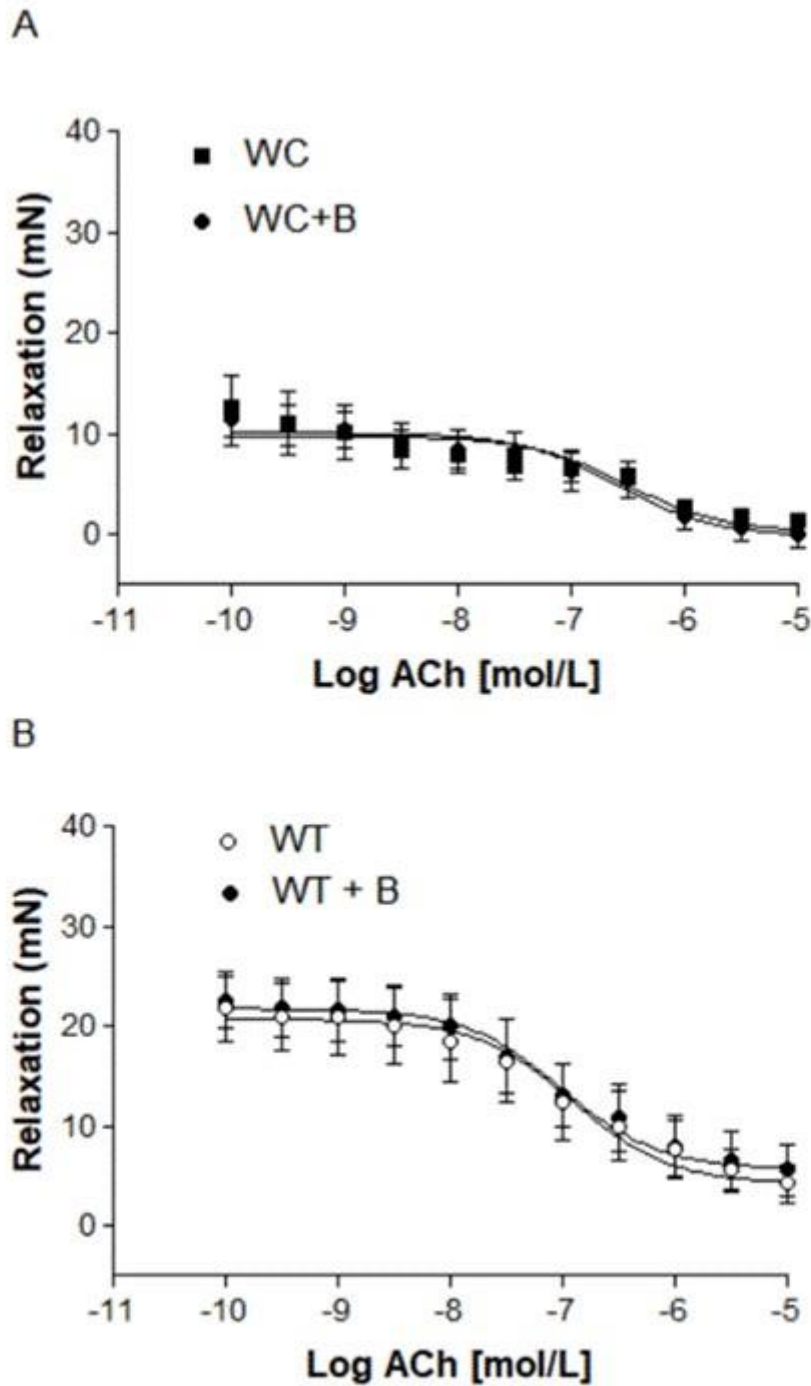 A
40
30
20
10
0
WC
WC+B
Relaxation (mN)
-11 -10 -9 -8 -7 -6 -5
Log ACh [mol/L]
B
40
30
20
10
0
WT
WT + B
Relaxation (mN)
-11 -10 -9 -8 -7 -6 -5
Log ACh [mol/L]